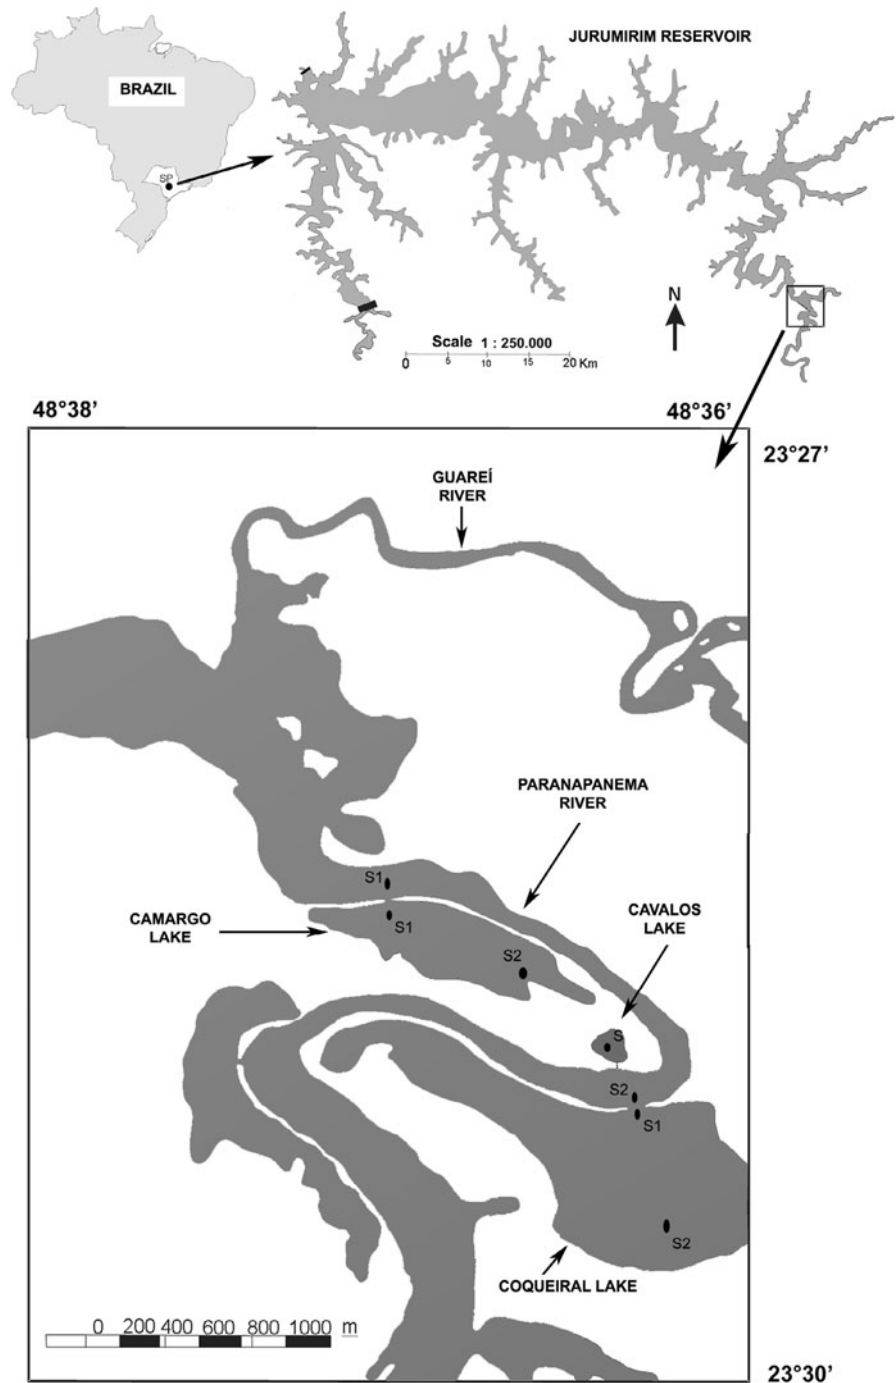 JURUMIRIM RESERVOIR
BRAZIL
SP
N
Scale 1 : 250.000
0 5 10 15 20 Km
48°38’
48°36’
23°27’
GUAREÍ
RIVER
PARANAPANEMA
RIVER
S1
CAMARGO
LAKE
S1
CAVALOS
LAKE
S2
S
S2
S1
S2
COQUEIRAL LAKE
0 200 400 600 800 1000 m
23°30’